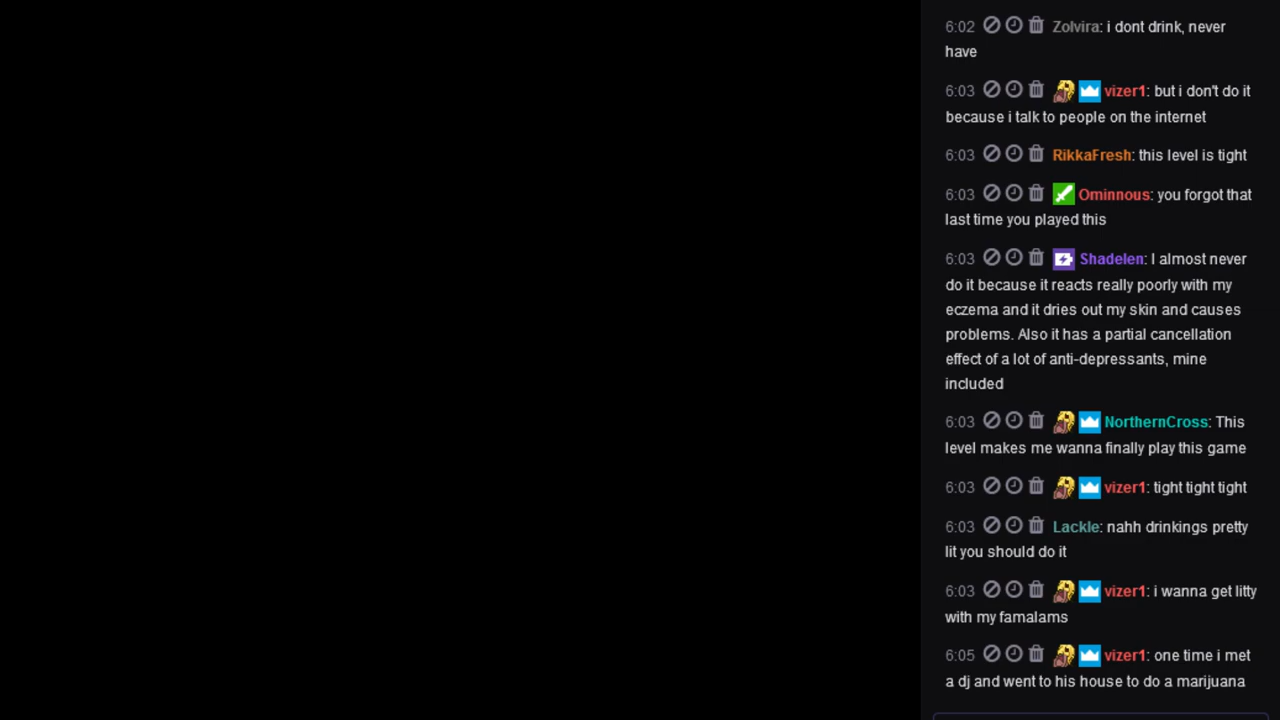 6:02 Zolvira: i dont drink, never
have
6:03 vizer1: but i don't do it
because i talk to people on the internet
6:03 RikkaFresh: this level is tight
6:03 Ominnous: you forgot that
last time you played this
6:03 Shadelen: I almost never
do it because it reacts really poorly with my
eczema and it dries out my skin and causes
problems. Also it has a partial cancellation
effect of a lot of anti-depressants, mine
included
6:03 NorthernCross: This
level makes me wanna finally play this game
6:03 vizer1: tight tight tight
6:03 Lackle: nahh drinkings pretty
lit you should do it
6:03 vizer1: i wanna get litty
with my famalams
6:05 vizer1: one time i met
a dj and went to his house to do a marijuana